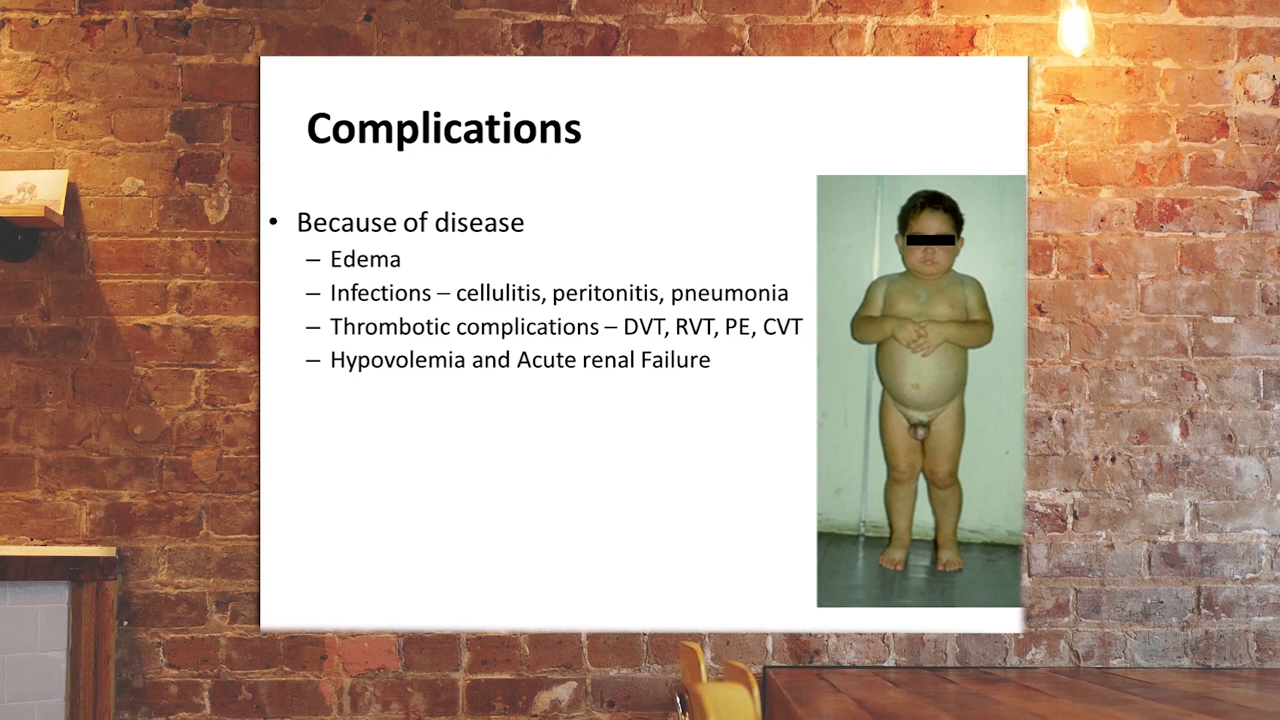 Complications
• Because of disease
– Edema
– Infections – cellulitis, peritonitis, pneumonia
– Thrombotic complications – DVT, RVT, PE, CVT
– Hypovolemia and Acute renal Failure